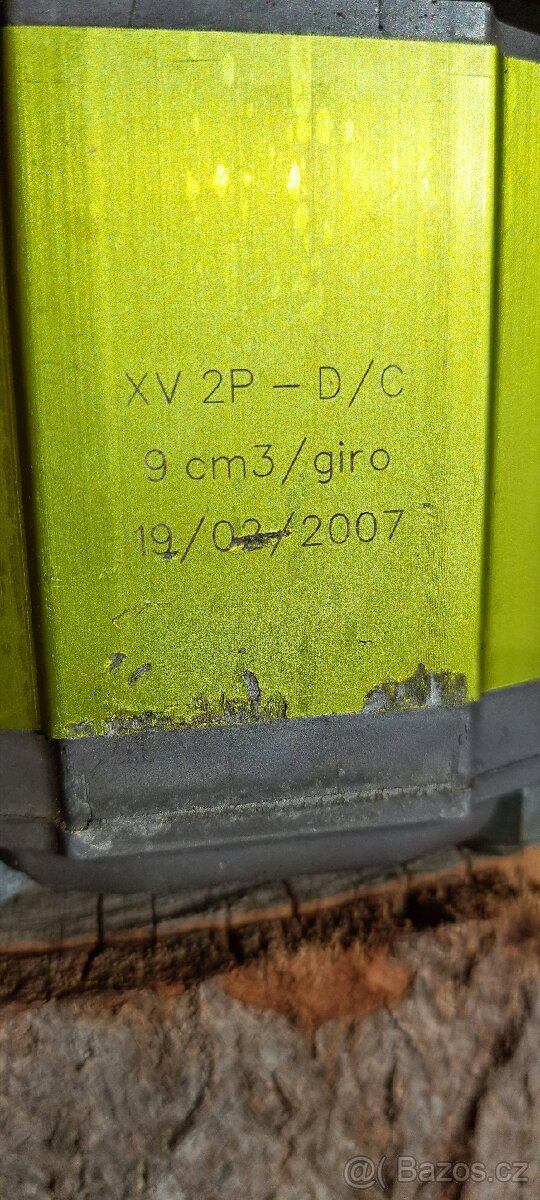 XV 2P - D/C
9 cm3/giro
19/02/2007
@ Bazos.cz